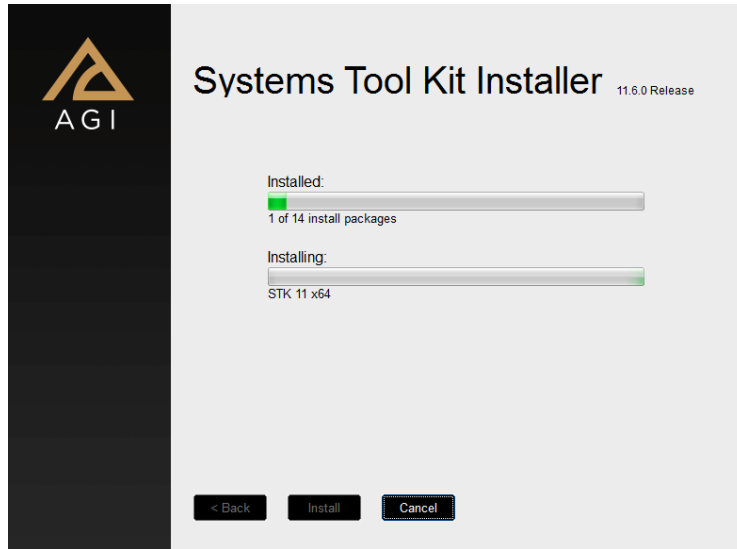 AGI
Systems Tool Kit Installer 11.6.0 Release
Installed:
1 of 14 install packages
Installing:
STK 11 x64
< Back Install Cancel